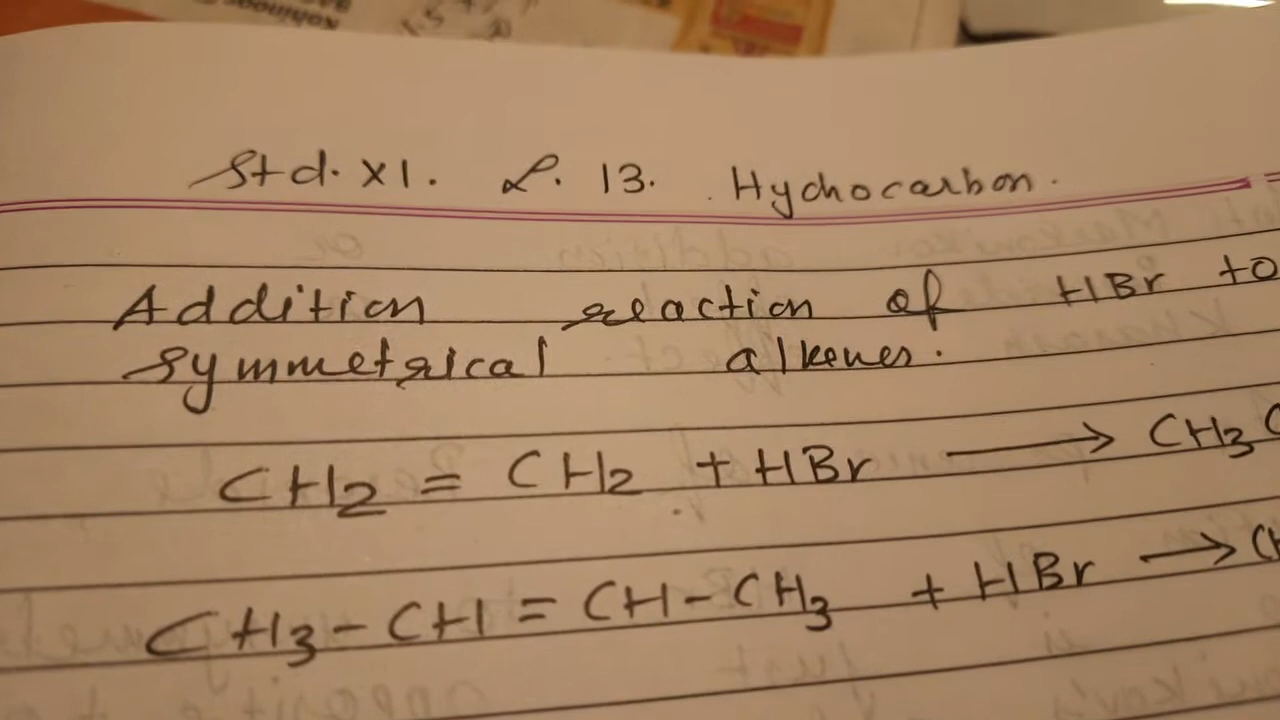 Std. XI. L. 13. Hydrocarbon.
Addition reaction of HBr to
symmetrical alkenes.
CH2 = CH2 + HBr ⟶ CH3
CH3 - CH = CH - CH3 + HBr ⟶